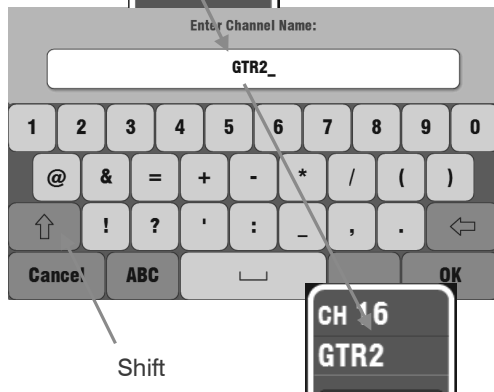 Enter Channel Name:
GTR2_
1 2 3 4 5 6 7 8 9 0
@ & = + - * / ( )
! ? ' : _ , .
Cancel ABC OK
CH 16
GTR2
Shift